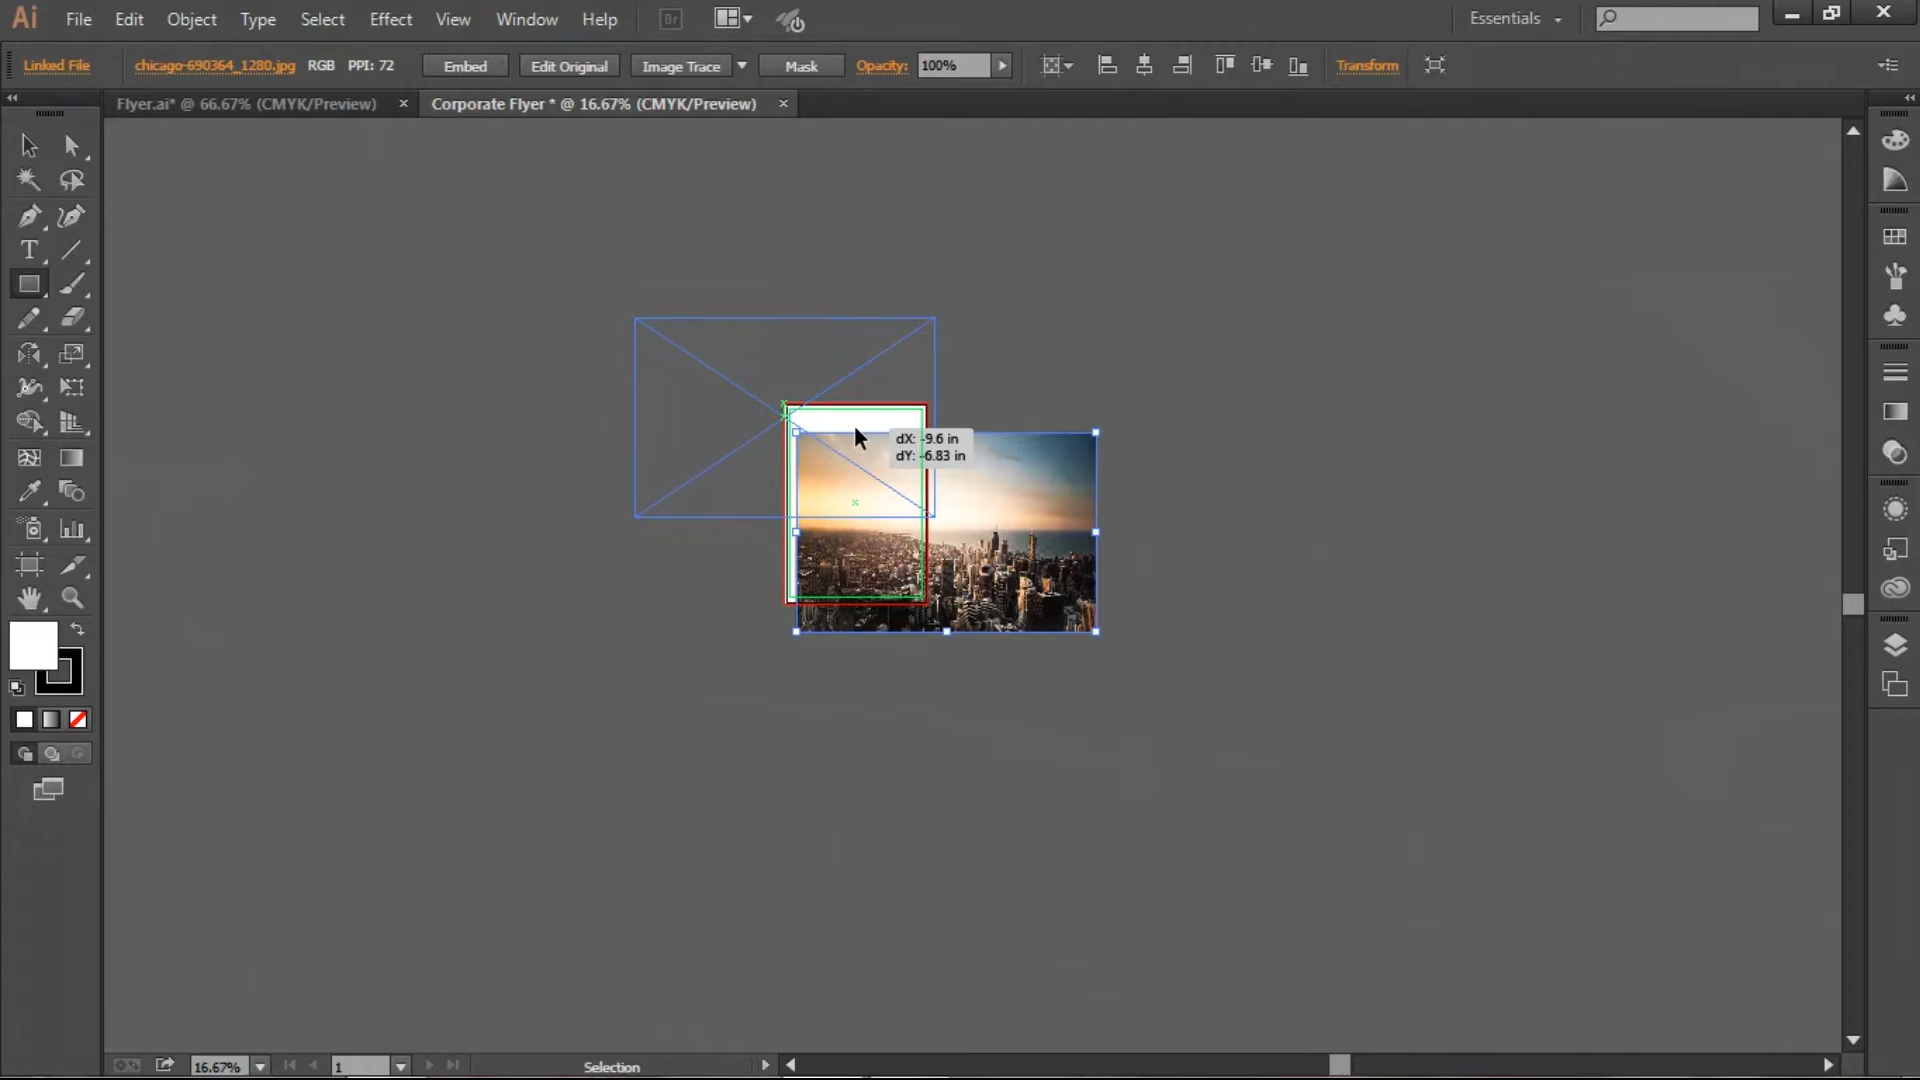 Ai File Edit Object Type Select Effect View Window Help Br Essentials
Linked File chicago-690364_1280.jpg RGB PPI: 72 Embed Edit Original Image Trace Mask Opacity: 100% Transform
Flyer.ai* @ 66.67% (CMYK/Preview) × Corporate Flyer * @ 16.67% (CMYK/Preview) ×
dX: -9.6 in
dY: -6.83 in
16.67% 1 Selection